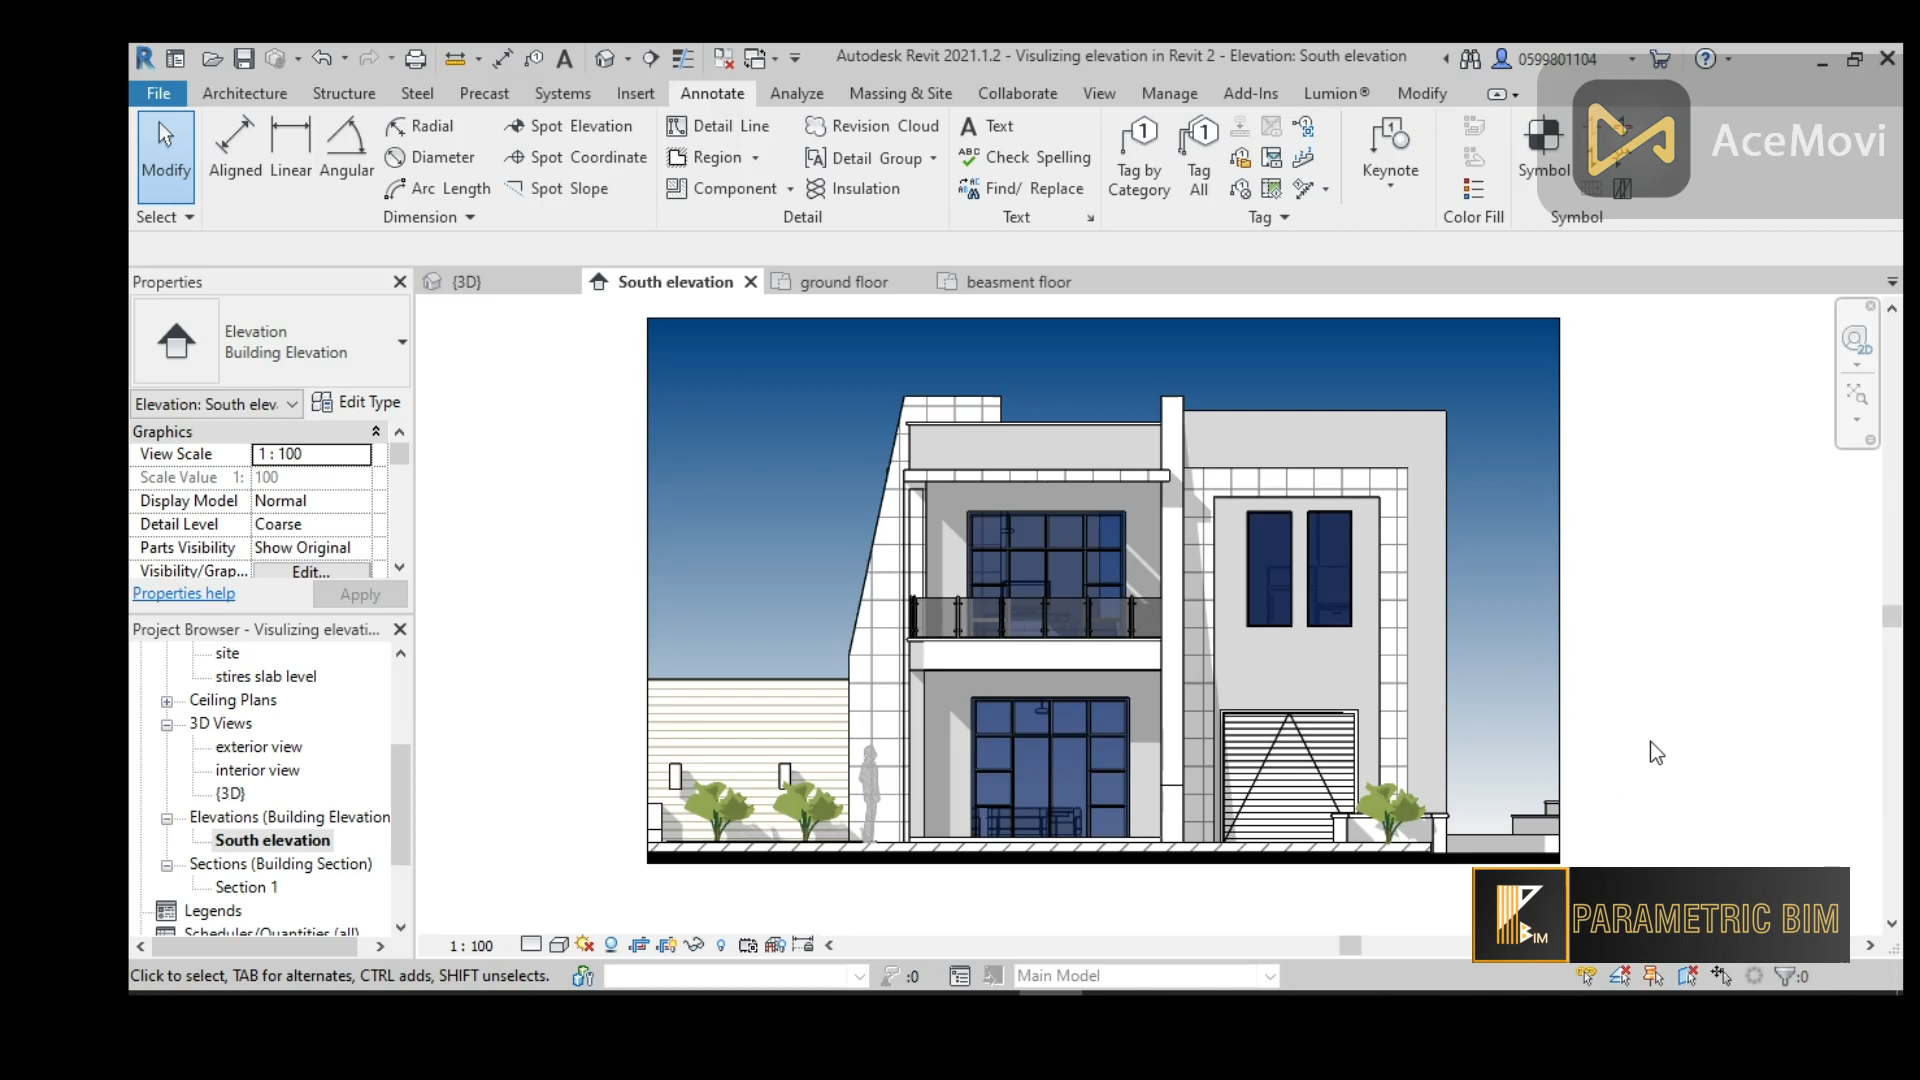 Autodesk Revit 2021.1.2 - Visulizing elevation in Revit 2 - Elevation: South elevation
0599801104
File Architecture Structure Steel Precast Systems Insert Annotate Analyze Massing & Site Collaborate View Manage Add-Ins Lumion® Modify
AceMovi
Radial Spot Elevation Detail Line Revision Cloud Text
Diameter Spot Coordinate Region Detail Group Check Spelling
Arc Length Spot Slope Component Insulation Find/ Replace
Modify Aligned Linear Angular Tag by Category Tag All Keynote Symbol
Select Dimension Detail Text Tag Color Fill Symbol
Properties
{3D} South elevation ground floor beasment floor
Elevation
Building Elevation
2D
Elevation: South elev Edit Type
Graphics
View Scale 1 : 100
Scale Value 1: 100
Display Model Normal
Detail Level Coarse
Parts Visibility Show Original
Visibility/Grap... Edit...
Properties help Apply
Project Browser - Visulizing elevati...
site
stires slab level
Ceiling Plans
3D Views
exterior view
interior view
{3D}
Elevations (Building Elevation
South elevation
Sections (Building Section)
Section 1
Legends
Schedules/Quantities (all)
BIM
PARAMETRIC BIM
1 : 100
Click to select, TAB for alternates, CTRL adds, SHIFT unselects.
:0
Main Model
:0